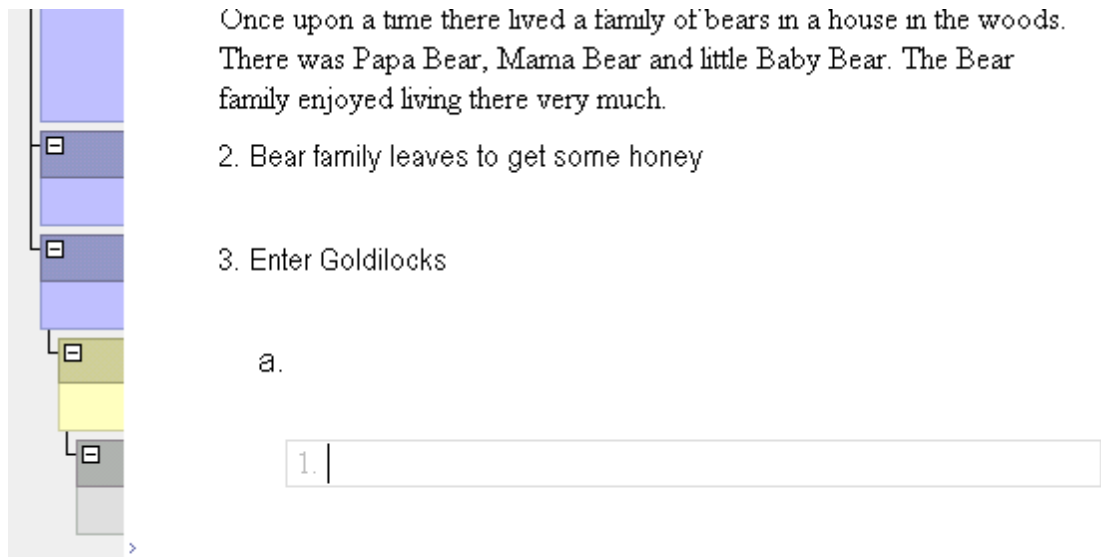 Once upon a time there lived a family of bears in a house in the woods.
There was Papa Bear, Mama Bear and little Baby Bear. The Bear
family enjoyed living there very much.
2. Bear family leaves to get some honey
3. Enter Goldilocks
a.
1.